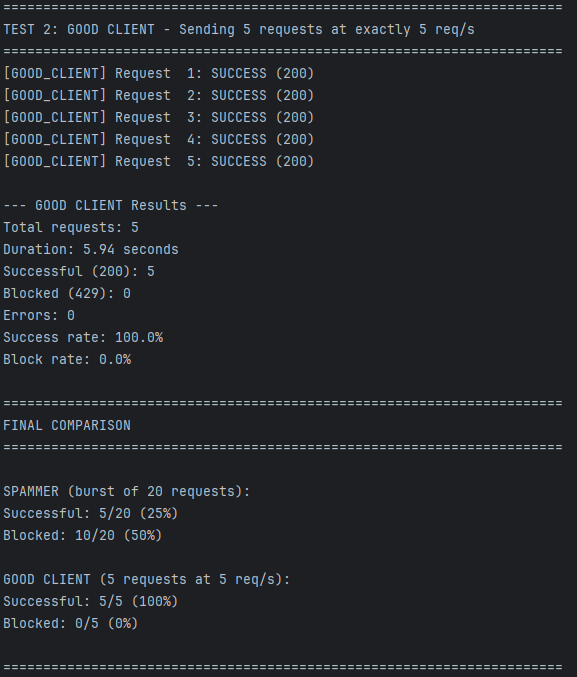 ======================================================================
TEST 2: GOOD CLIENT - Sending 5 requests at exactly 5 req/s
======================================================================
[GOOD_CLIENT] Request  1: SUCCESS (200)
[GOOD_CLIENT] Request  2: SUCCESS (200)
[GOOD_CLIENT] Request  3: SUCCESS (200)
[GOOD_CLIENT] Request  4: SUCCESS (200)
[GOOD_CLIENT] Request  5: SUCCESS (200)

--- GOOD CLIENT Results ---
Total requests: 5
Duration: 5.94 seconds
Successful (200): 5
Blocked (429): 0
Errors: 0
Success rate: 100.0%
Block rate: 0.0%

======================================================================
FINAL COMPARISON
======================================================================

SPAMMER (burst of 20 requests):
Successful: 5/20 (25%)
Blocked: 10/20 (50%)

GOOD CLIENT (5 requests at 5 req/s):
Successful: 5/5 (100%)
Blocked: 0/5 (0%)

======================================================================